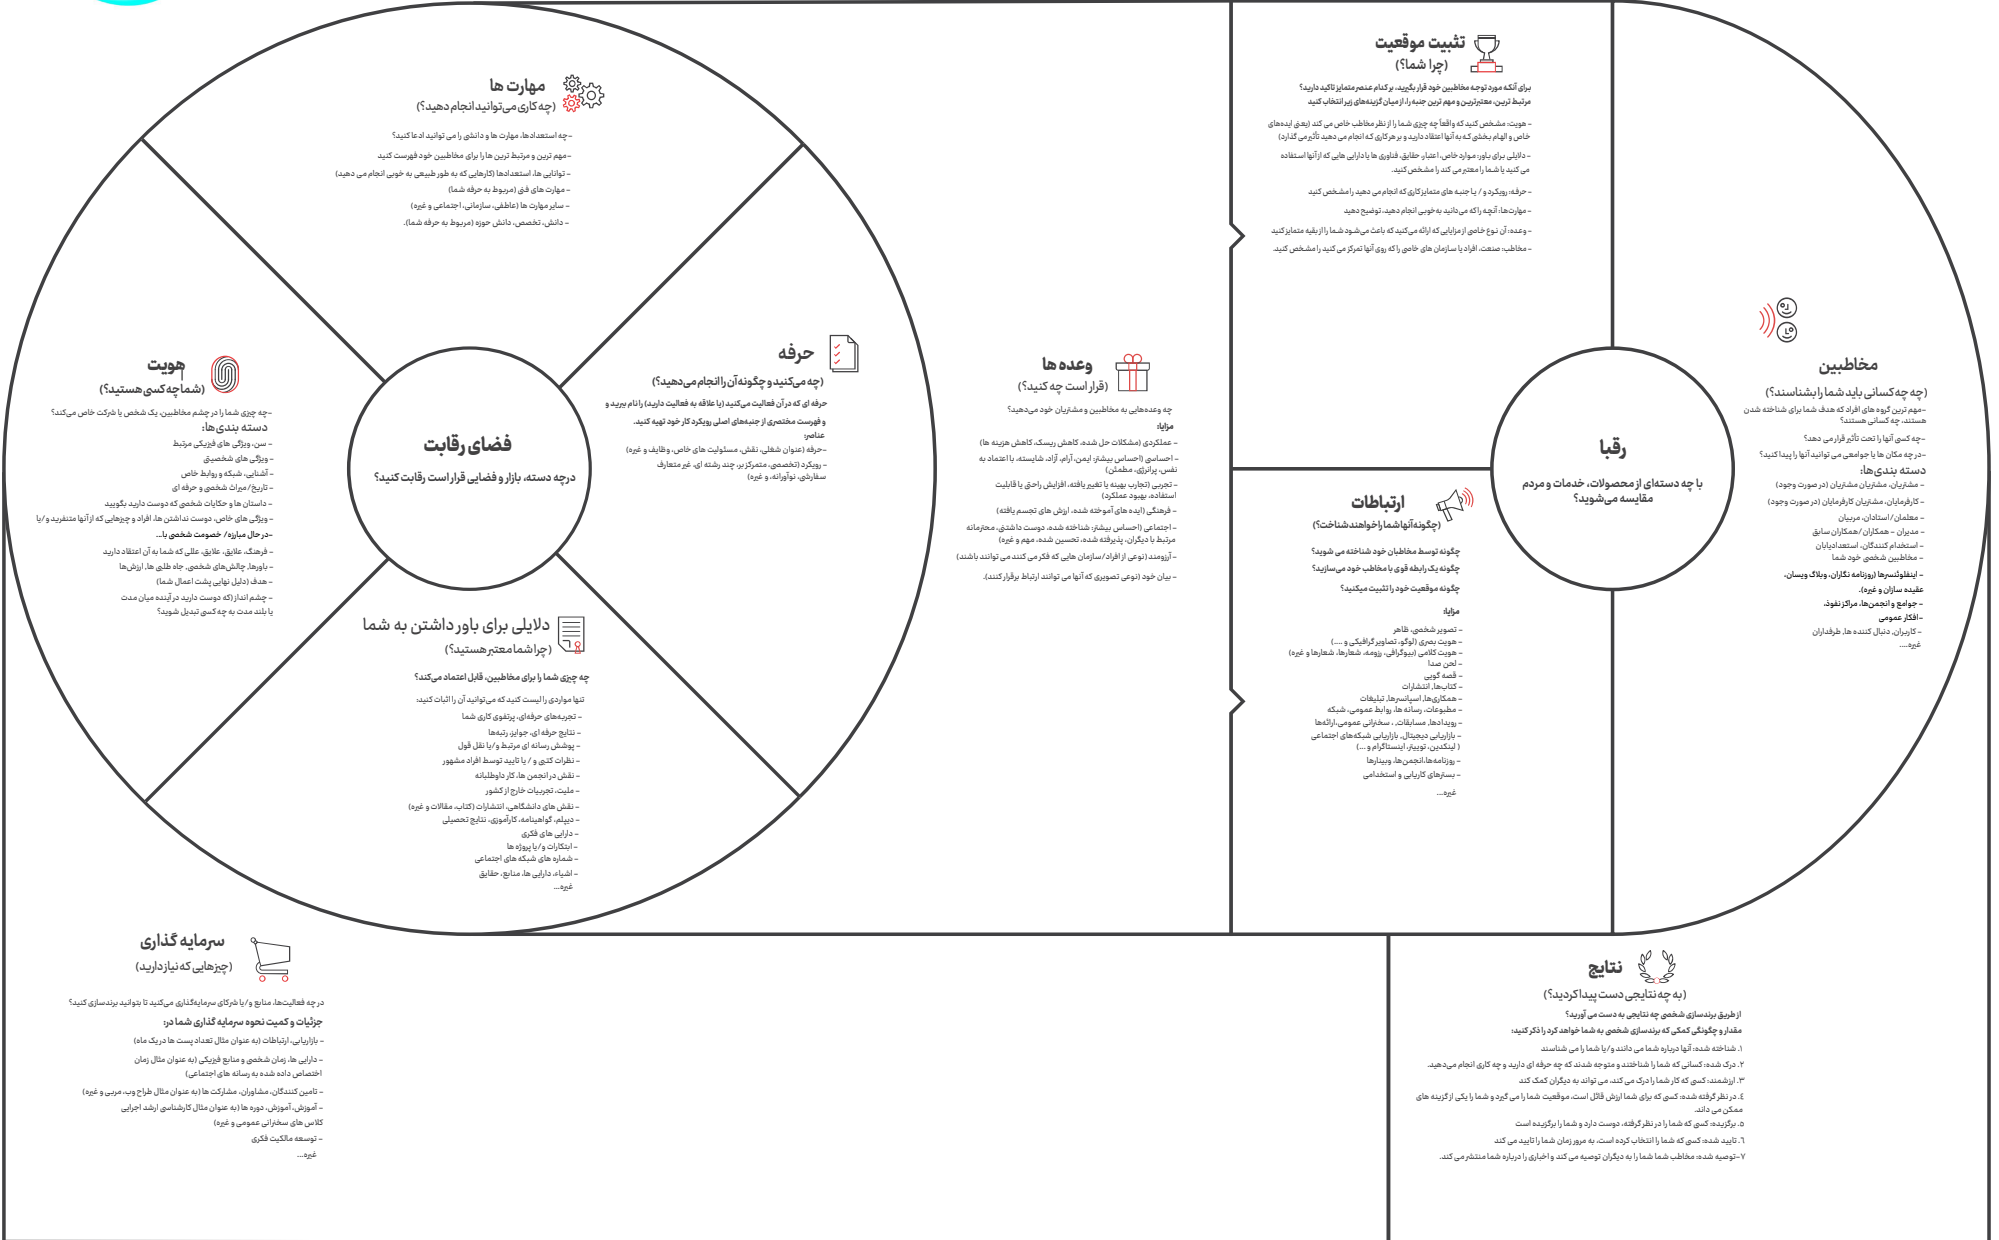 مهارت ها
(چه کاری می‌توانید انجام دهید؟)
-چه استعدادها، مهارت ها و دانشی را می توانید ادعا کنید؟
-مهم ترین و مرتبط ترین ها را برای مخاطبین خود فهرست کنید
- توانایی ها، استعدادها (کارهایی که به طور طبیعی به خوبی انجام می دهید)
- مهارت های فنی (مربوط به حرفه شما)
- سایر مهارت ها (عاطفی، سازمانی، اجتماعی و غیره)
- دانش، تخصص، دانش حوزه (مربوط به حرفه شما).
هویت
(شما چه کسی هستید؟)
-چه چیزی شما را در چشم مخاطبین، یک شخص یا شرکت خاص می‌کند؟
دسته بندی‌ها:
- سن، ویژگی های فیزیکی مرتبط
- ویژگی های شخصیتی
- آشنایی، شبکه و روابط خاص
- تاریخ/میراث شخصی و حرفه ای
- داستان ها و حکایات شخصی که دوست دارید بگویید
- ویژگی های خاص، دوست نداشتن ها، افراد و چیزهایی که از آنها متنفرید و/یا
-در حال مبارزه/ خصومت شخصی با...
- فرهنگ، علایق، علایق، عللی که شما به آن اعتقاد دارید
- باورها، چالش‌های شخصی، جاه طلبی ها، ارزش‌ها
- هدف (دلیل نهایی پشت اعمال شما)
- چشم انداز (که دوست دارید در آینده میان مدت
یا بلند مدت به چه کسی تبدیل شوید؟
فضای رقابت
درچه دسته، بازار و فضایی قرار است رقابت کنید؟
حرفه
(چه می‌کنید و چگونه آن را انجام می‌دهید؟)
حرفه ای که در آن فعالیت می‌کنید (یا علاقه به فعالیت دارید) را نام ببرید و
و فهرست مختصری از جنبه‌های اصلی رویکرد کار خود تهیه کنید.
عناصر:
-حرفه (عنوان شغلی، نقش، مسئولیت های خاص، وظایف و غیره)
- رویکرد (تخصصی، متمرکز بر، چند رشته ای، غیر متعارف
سفارشی، نوآورانه، و غیره)
دلایلی برای باور داشتن به شما
(چرا شما معتبر هستید؟)
چه چیزی شما را برای مخاطبین، قابل اعتماد می‌کند؟
تنها مواردی را لیست کنید که می‌توانید آن را اثبات کنید:
- تجربه‌های حرفه‌ای، پرتفوی کاری شما
- نتایج حرفه ای، جوایز، رتبه‌ها
- پوشش رسانه ای مرتبط و/یا نقل قول
- نظرات کتبی و / یا تایید توسط افراد مشهور
- نقش در انجمن ها، کار داوطلبانه
- ملیت، تجربیات خارج از کشور
- نقش های دانشگاهی، انتشارات (کتاب، مقالات و غیره)
- دیپلم، گواهینامه، کارآموزی، نتایج تحصیلی
- دارایی های فکری
- ابتکارات و/یا پروژه ها
- شماره های شبکه های اجتماعی
- اشیاء، دارایی ها، منابع، حقایق
غیره...
وعده ها
(قرار است چه کنید؟)
چه وعده‌هایی به مخاطبین و مشتریان خود می‌دهید؟
مزایا:
- عملکردی (مشکلات حل شده، کاهش ریسک، کاهش هزینه ها)
- احساسی (احساس بیشتر: ایمن، آرام، آزاد، شایسته، با اعتماد به
نفس، پرانرژی، مطمئن)
- تجربی (تجارب بهینه یا تغییر یافته، افزایش راحتی یا قابلیت
استفاده، بهبود عملکرد)
- فرهنگی (ایده های آموخته شده، ارزش های تجسم یافته)
- اجتماعی (احساس بیشتر: شناخته شده، دوست داشتنی، محترمانه
مرتبط با دیگران، پذیرفته شده، تحسین شده، مهم و غیره)
- آرزومند (نوعی از افراد/سازمان هایی که فکر می کنند می توانند باشند)
- بیان خود (نوعی تصویری که آنها می توانند ارتباط برقرار کنند).
تثبیت موقعیت
(چرا شما؟)
برای آنکه مورد توجه مخاطبین خود قرار بگیرید، بر کدام عنصر متمایز تاکید دارید؟
مرتبط ترین، معتبرترین و مهم ترین جنبه را، از میان گزینه‌های زیر انتخاب کنید
- هویت: مشخص کنید که واقعاً چه چیزی شما را از نظر مخاطب خاص می کند (یعنی ایده‌های
خاص و الهام بخشی که به آنها اعتقاد دارید و بر هر کاری که انجام می دهید تأثیر می گذارد)
- دلایلی برای باور: موارد خاص، اعتبار، حقایق، فناوری ها یا دارایی هایی که از آنها استفاده
می کنید یا شما را معتبر می کند را مشخص کنید.
- حرفه: رویکرد و / یا جنبه های متمایز کاری که انجام می دهید را مشخص کنید
- مهارت‌ها: آنچه را که می‌دانید به خوبی انجام دهید، توضیح دهید
- وعده: آن نوع خاصی از مزایایی که ارائه می‌کنید که باعث می‌شود شما را از بقیه متمایز کنید
- مخاطب: صنعت، افراد یا سازمان های خاصی را که روی آنها تمرکز می کنید را مشخص کنید.
ارتباطات
(چگونه آنها شما را خواهند شناخت؟)
چگونه توسط مخاطبان خود شناخته می شوید؟
چگونه یک رابطه قوی با مخاطب خود می‌سازید؟
چگونه موقعیت خود را تثبیت میکنید؟
مزایا:
- تصویر شخصی، ظاهر
- هویت بصری (لوگو، تصاویر گرافیکی و ....)
- هویت کلامی (بیوگرافی، رزومه، شعارها، شعارها و غیره)
- لحن صدا
- قصه گویی
- کتاب‌ها، انتشارات
- همکاری‌ها، اسپانسرها، تبلیغات
- مطبوعات، رسانه ها، روابط عمومی، شبکه
- رویدادها، مسابقات، ، سخنرانی عمومی،ارائه‌ها
- بازاریابی دیجیتال، بازاریابی شبکه‌های اجتماعی
( لینکدین، توییتر، اینستاگرام و ...)
- روزنامه‌ها،انجمن‌ها، وبینارها
- بسترهای کاریابی و استخدامی
غیره...
رقبا
با چه دسته‌ای از محصولات، خدمات و مردم
مقایسه می‌شوید؟
مخاطبین
(چه چه کسانی باید شما را بشناسند؟)
-مهم ترین گروه های افراد که هدف شما برای شناخته شدن
هستند، چه کسانی هستند؟
-چه کسی آنها را تحت تأثیر قرار می دهد؟
-در چه مکان ها یا جوامعی می توانید آنها را پیدا کنید؟
دسته بندی‌ها:
- مشتریان، مشتریان مشتریان (در صورت وجود)
- کارفرمایان، مشتریان کارفرمایان (در صورت وجود)
- معلمان/استادان، مربیان
- مدیران - همکاران/همکاران سابق
- استخدام کنندگان، استعدادیابان
- مخاطبین شخصی خود شما
- اینفلوئنسرها (روزنامه نگاران، وبلاگ ویسان،
عقیده سازان و غیره).
- جوامع و انجمن‌ها، مراکز نفوذ،
-افکار عمومی
- کاربران، دنبال کننده ها، طرفداران
غیره....
سرمایه گذاری
(چیزهایی که نیاز دارید)
در چه فعالیت‌ها، منابع و/یا شرکای سرمایه‌گذاری می‌کنید تا بتوانید برندسازی کنید؟
جزئیات و کمیت نحوه سرمایه گذاری شما در:
- بازاریابی، ارتباطات (به عنوان مثال تعداد پست ها در یک ماه)
- دارایی ها، زمان شخصی و منابع فیزیکی (به عنوان مثال زمان
اختصاص داده شده به رسانه های اجتماعی)
- تامین کنندگان، مشاوران، مشارکت ها (به عنوان مثال طراح وب، مربی و غیره)
- آموزش، آموزش، دوره ها (به عنوان مثال کارشناسی ارشد اجرایی
کلاس های سخنرانی عمومی و غیره)
- توسعه مالکیت فکری
غیره...
نتایج
(به چه نتایجی دست پیدا کردید؟)
از طریق برندسازی شخصی چه نتایجی به دست می آورید؟
مقدار و چگونگی کمکی که برندسازی شخصی به شما خواهد کرد را ذکر کنید:
۱. شناخته شده: آنها درباره شما می دانند و/یا شما را می شناسند
۲. درک شده: کسانی که شما را شناختند و متوجه شدند که چه حرفه ای دارید و چه کاری انجام می‌دهید.
۳. ارزشمند: کسی که کار شما را درک می کند، می تواند به دیگران کمک کند
٤. در نظر گرفته شده: کسی که برای شما ارزش قائل است، موقعیت شما را می گیرد و شما را یکی از گزینه های
ممکن می داند.
۵. برگزیده: کسی که شما را در نظر گرفته، دوست دارد و شما را برگزیده است
٦. تایید شده: کسی که شما را انتخاب کرده است، به مرور زمان شما را تایید می کند
۷-توصیه شده: مخاطب شما شما را به دیگران توصیه می کند و اخباری را درباره شما منتشر می کند.